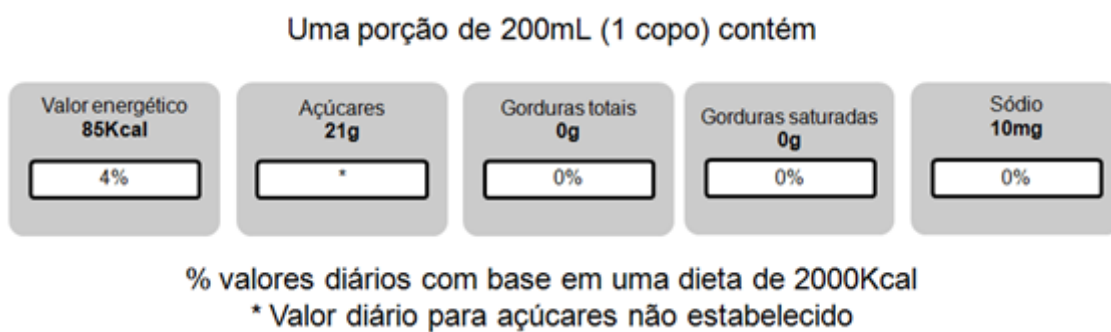 Uma porção de 200mL (1 copo) contém
Valor energético
85Kcal
4%
Açúcares
21g
*
Gorduras totais
0g
0%
Gorduras saturadas
0g
0%
Sódio
10mg
0%
% valores diários com base em uma dieta de 2000Kcal
* Valor diário para açúcares não estabelecido